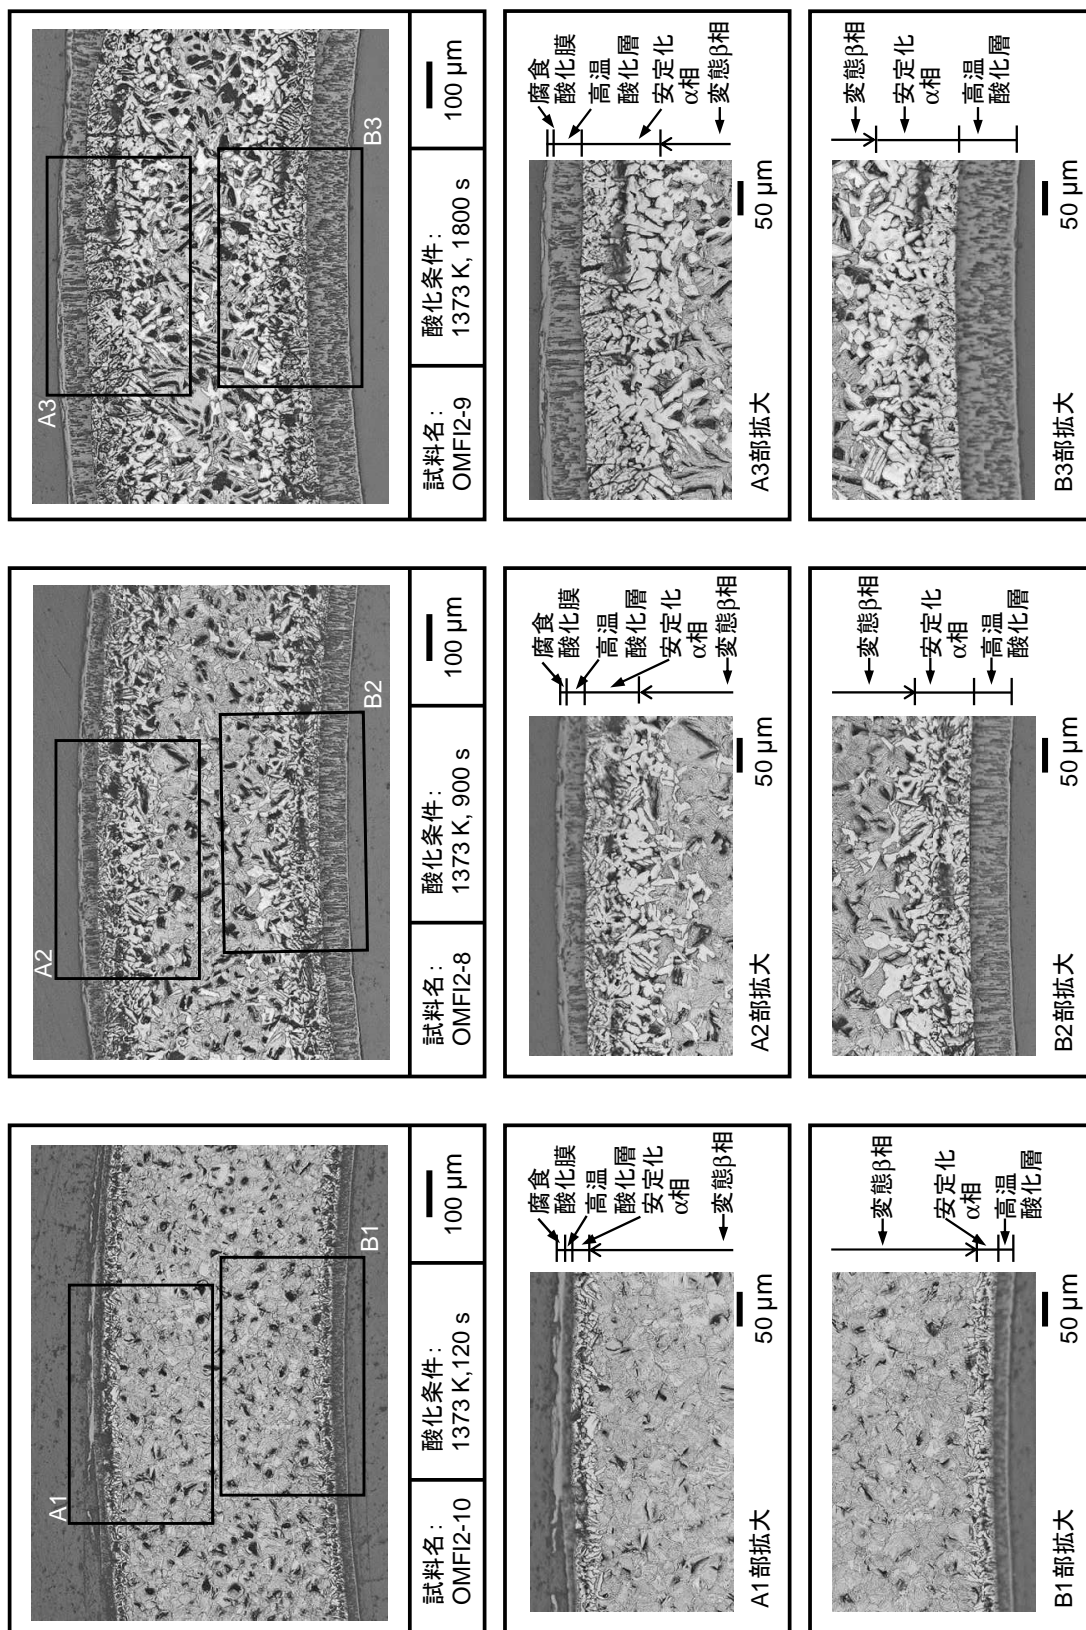 A1
B1
試料名：
OMFI2-10
酸化条件：
1373 K,120 s
100 μm
腐食
酸化膜
高温
酸化層
安定化
α相
変態β相
A1部拡大
50 μm
変態β相
安定化
α相
高温
酸化層
B1部拡大
50 μm
A2
B2
試料名：
OMFI2-8
酸化条件：
1373 K, 900 s
100 μm
腐食
酸化膜
高温
酸化層
安定化
α相
変態β相
A2部拡大
50 μm
変態β相
安定化
α相
高温
酸化層
B2部拡大
50 μm
A3
B3
試料名：
OMFI2-9
酸化条件：
1373 K, 1800 s
100 μm
腐食
酸化膜
高温
酸化層
安定化
α相
変態β相
A3部拡大
50 μm
変態β相
安定化
α相
高温
酸化層
B3部拡大
50 μm